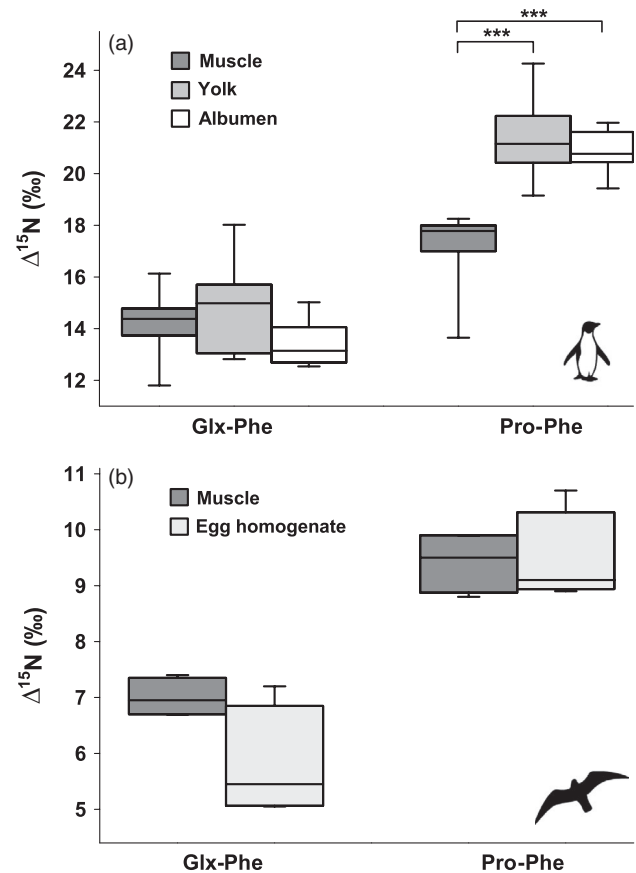 (a)
Muscle
Yolk
Albumen
***
***
24
22
20
18
16
14
12
Δ15N (‰)
Glx-Phe Pro-Phe
(b)
Muscle
Egg homogenate
11
10
9
8
7
6
5
Δ15N (‰)
Glx-Phe Pro-Phe